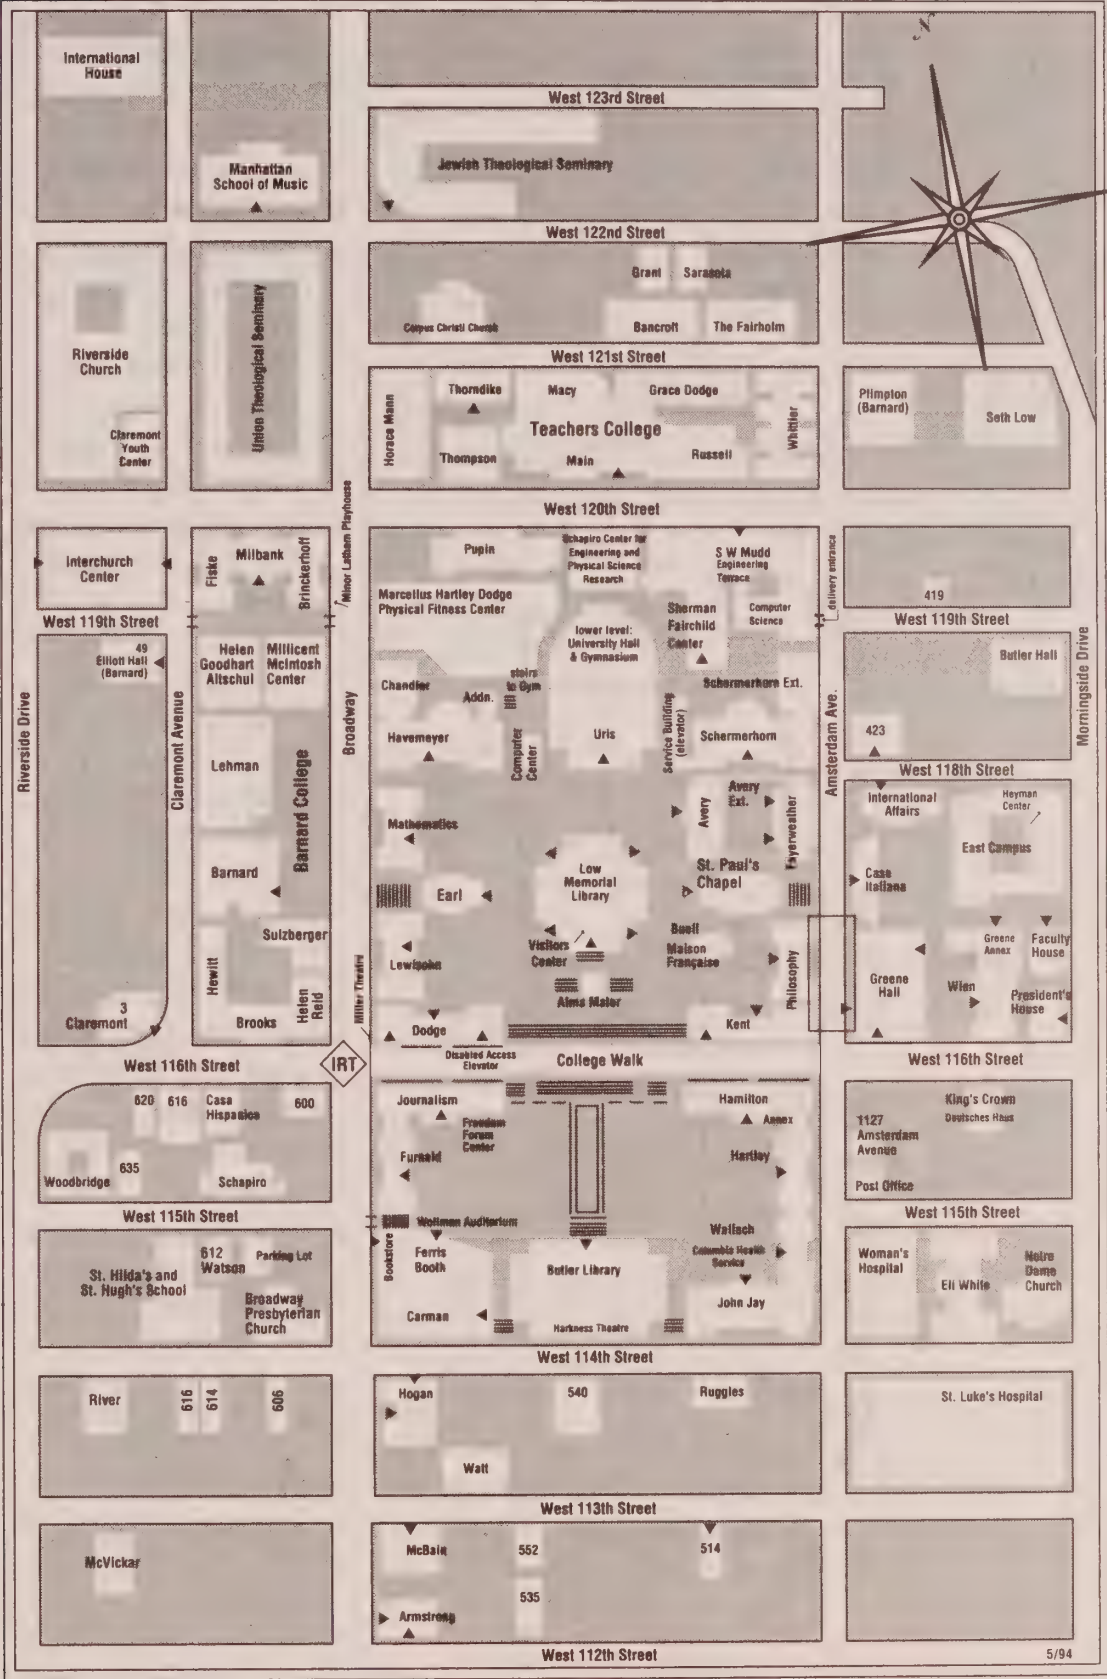 N
International
House
West 123rd Street
Manhattan
School of Music
Jewish Theological Seminary
West 122nd Street
Grant
Sarasota
Corpus Christi Church
Bancroft
The Fairholm
Riverside
Church
Union Theological Seminary
Claremont
Youth
Center
West 121st Street
Horace Mann
Thorndike
Macy
Grace Dodge
Teachers College
Thompson
Main
Russell
Whittier
Plimpton
(Barnard)
Seth Low
West 120th Street
Minor Latham Playhouse
Interchurch
Center
Fiske
Milbank
Brinckerhoff
Pupin
Schapiro Center for
Engineering and
Physical Science
Research
S W Mudd
Engineering
Terrace
delivery entrance
419
Marcellus Hartley Dodge
Physical Fitness Center
Sherman
Fairchild
Center
Computer
Science
West 119th Street
West 119th Street
lower level:
University Hall
& Gymnasium
49
Elliott Hall
(Barnard)
Helen
Goodhart
Altschul
Millicent
McIntosh
Center
Butler Hall
Chandler
Addn.
stairs
to Gym
Schermerhorn Ext.
Riverside Drive
Claremont Avenue
Broadway
Amsterdam Ave.
Morningside Drive
Havemeyer
Computer
Center
Uris
Service Building
(elevator)
Schermerhorn
423
Lehman
Barnard College
West 118th Street
International
Affairs
Heyman
Center
Avery
Avery
Ext.
Fayerweather
Mathematics
East Campus
Barnard
Earl
Low
Memorial
Library
St. Paul's
Chapel
Casa
Italiana
Sulzberger
Hewitt
Helen
Reid
Brooks
Lewisohn
Visitors
Center
Buell
Maison
Française
Philosophy
Greene
Annex
Faculty
House
Greene
Hall
Wien
President's
House
Alma Mater
Miller Theatre
3
Claremont
Dodge
Kent
Disabled Access
Elevator
West 116th Street
IRT
College Walk
West 116th Street
620
616
Casa
Hispanica
600
Journalism
Freedom
Forum
Center
Hamilton
Annex
King's Crown
Deutsches Haus
1127
Amsterdam
Avenue
Woodbridge
635
Schapiro
Furnald
Hartley
Post Office
West 115th Street
Wollman Auditorium
Wallach
West 115th Street
612
Watson
Parking Lot
St. Hilda's and
St. Hugh's School
Broadway
Presbyterian
Church
Bookstore
Ferris
Booth
Butler Library
Columbia Health
Service
John Jay
Carman
Harkness Theatre
Woman's
Hospital
Eli White
Notre
Dame
Church
West 114th Street
River
616
614
606
Hogan
540
Ruggles
St. Luke's Hospital
Watt
West 113th Street
McVickar
McBain
552
514
535
Armstrong
West 112th Street
5/94